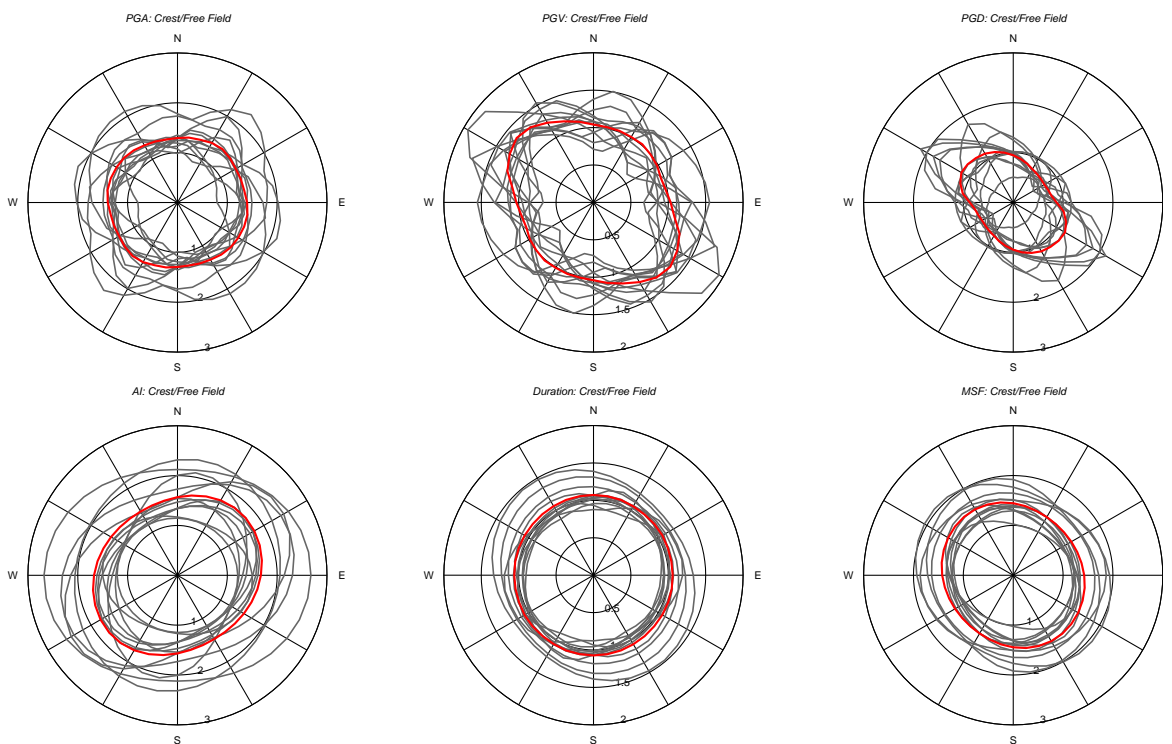 PGA: Crest/Free Field
N
W
E
1
2
3
S
PGV: Crest/Free Field
N
W
E
0.5
1
1.5
2
S
PGD: Crest/Free Field
N
W
2
3
S
AI: Crest/Free Field
N
W
E
1
2
3
S
Duration: Crest/Free Field
N
W
E
0.5
1.5
2
S
MSF: Crest/Free Field
N
W
1
2
3
S